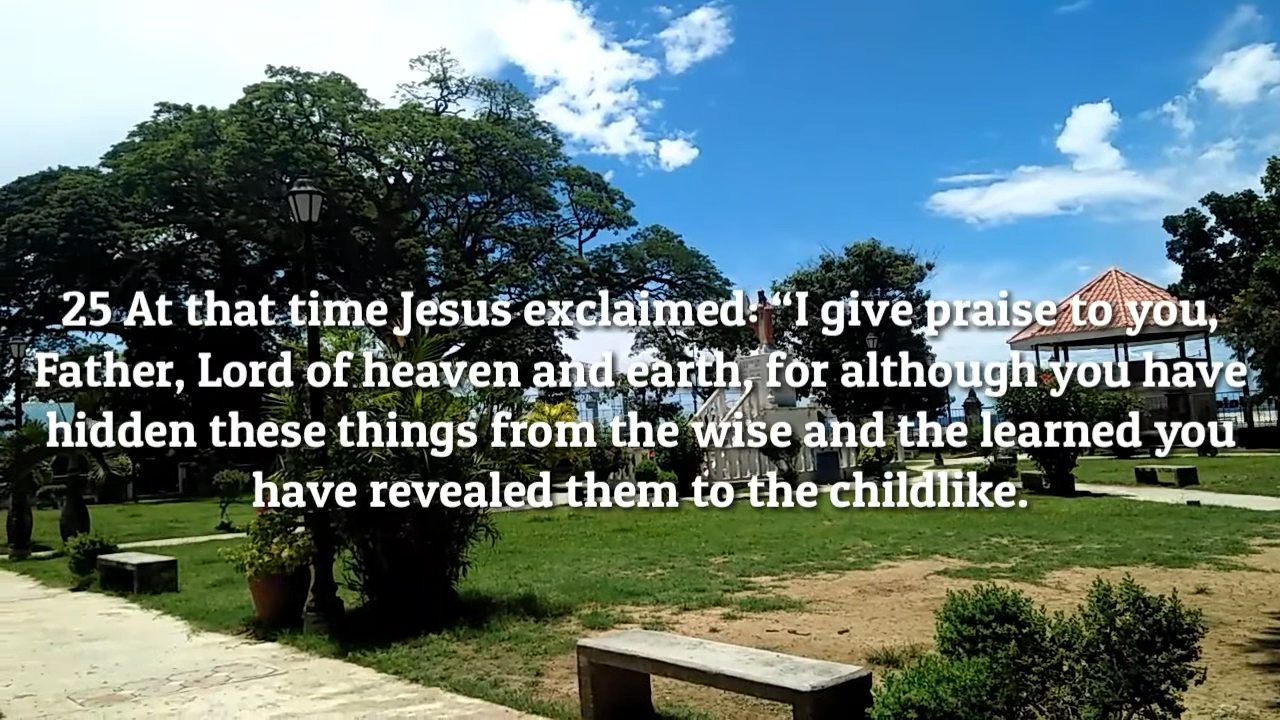 25 At that time Jesus exclaimed: “I give praise to you,
Father, Lord of heaven and earth, for although you have
hidden these things from the wise and the learned you
have revealed them to the childlike.